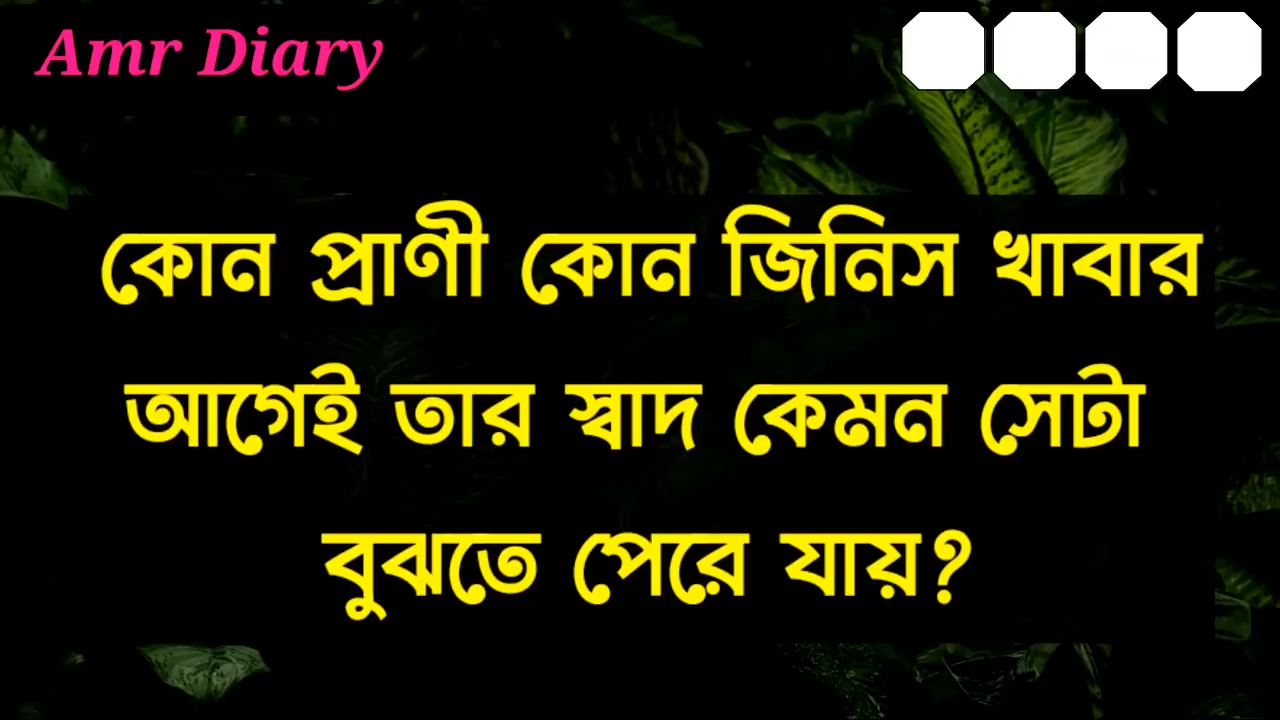 Amr Diary
কোন প্রাণী কোন জিনিস খাবার
আগেই তার স্বাদ কেমন সেটা
বুঝতে পেরে যায়?